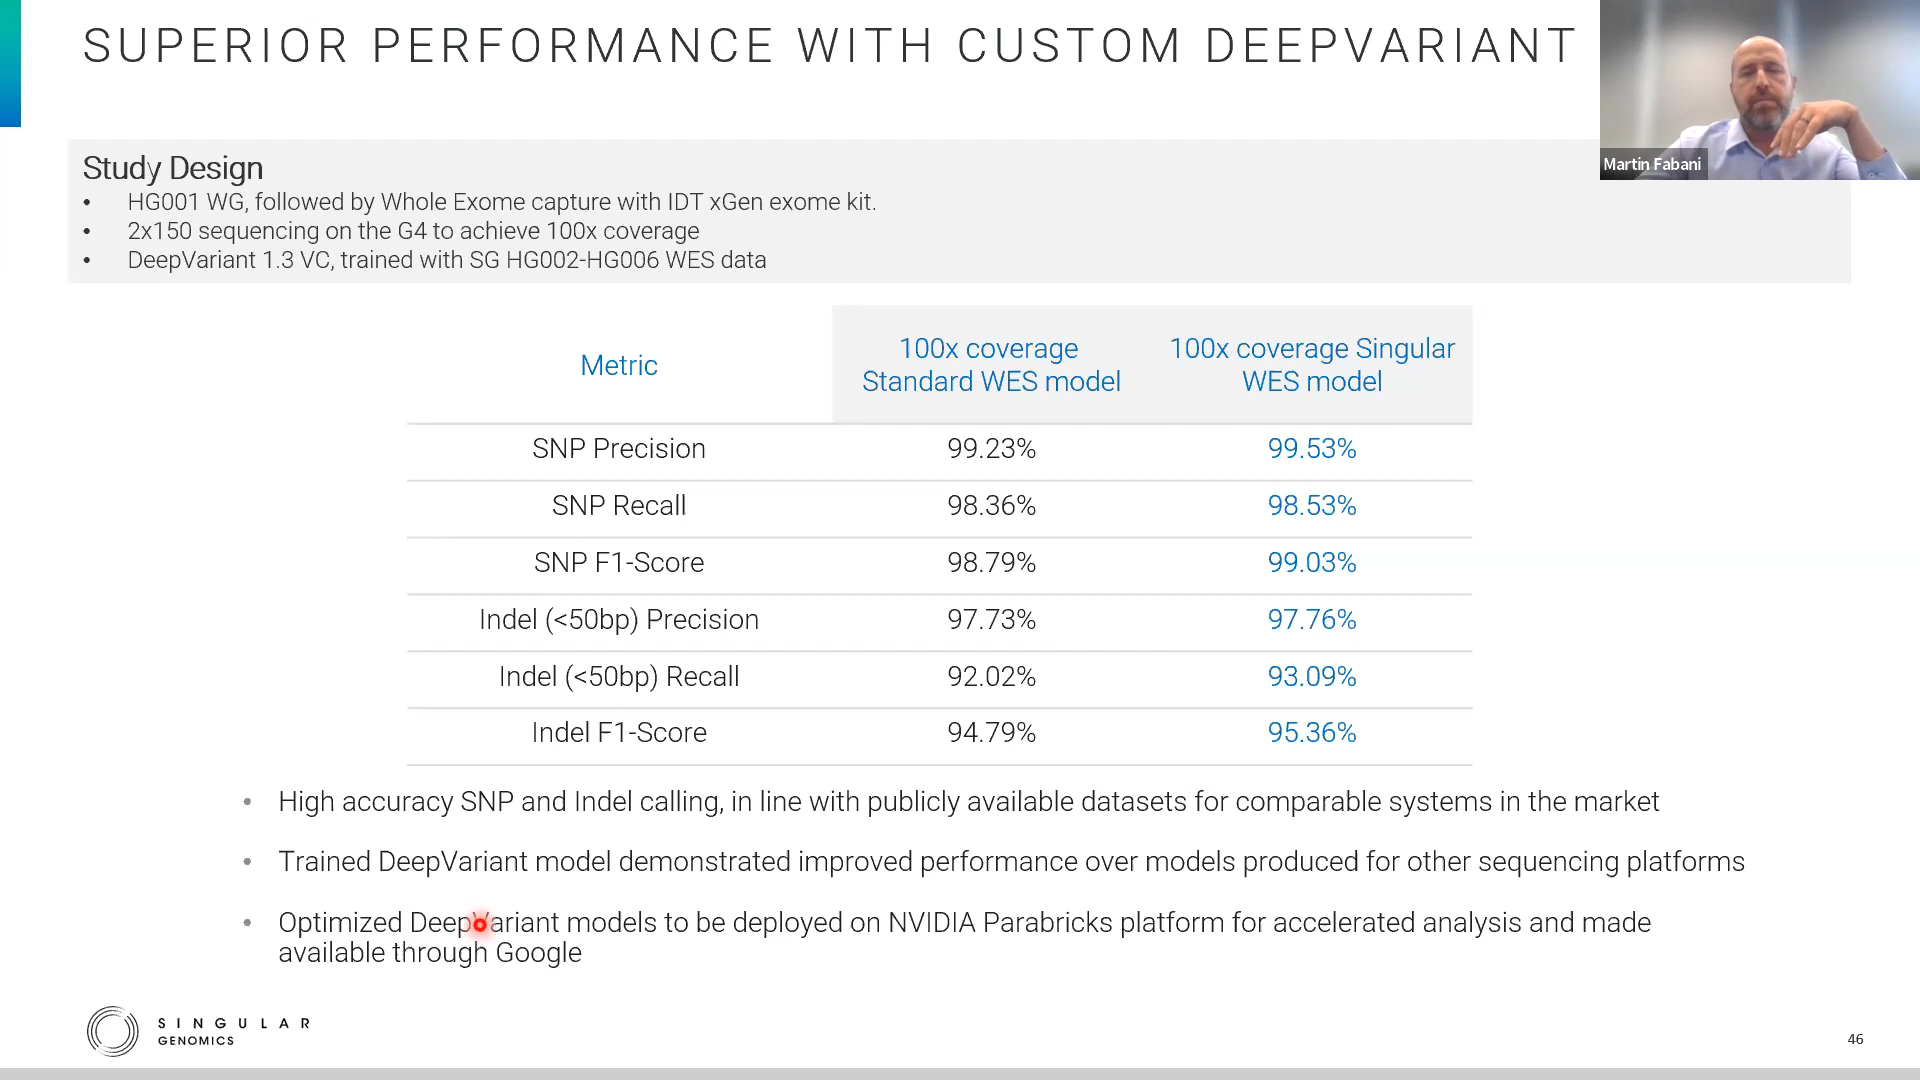 SUPERIOR PERFORMANCE WITH CUSTOM DEEPVARIANT
Martin Fabani
Study Design
• HG001 WG, followed by Whole Exome capture with IDT xGen exome kit.
• 2x150 sequencing on the G4 to achieve 100x coverage
• DeepVariant 1.3 VC, trained with SG HG002-HG006 WES data
Metric
100x coverage
Standard WES model
100x coverage Singular
WES model
SNP Precision 99.23% 99.53%
SNP Recall 98.36% 98.53%
SNP F1-Score 98.79% 99.03%
Indel (<50bp) Precision 97.73% 97.76%
Indel (<50bp) Recall 92.02% 93.09%
Indel F1-Score 94.79% 95.36%
• High accuracy SNP and Indel calling, in line with publicly available datasets for comparable systems in the market
• Trained DeepVariant model demonstrated improved performance over models produced for other sequencing platforms
• Optimized DeepVariant models to be deployed on NVIDIA Parabricks platform for accelerated analysis and made
available through Google
SINGULAR
GENOMICS
46